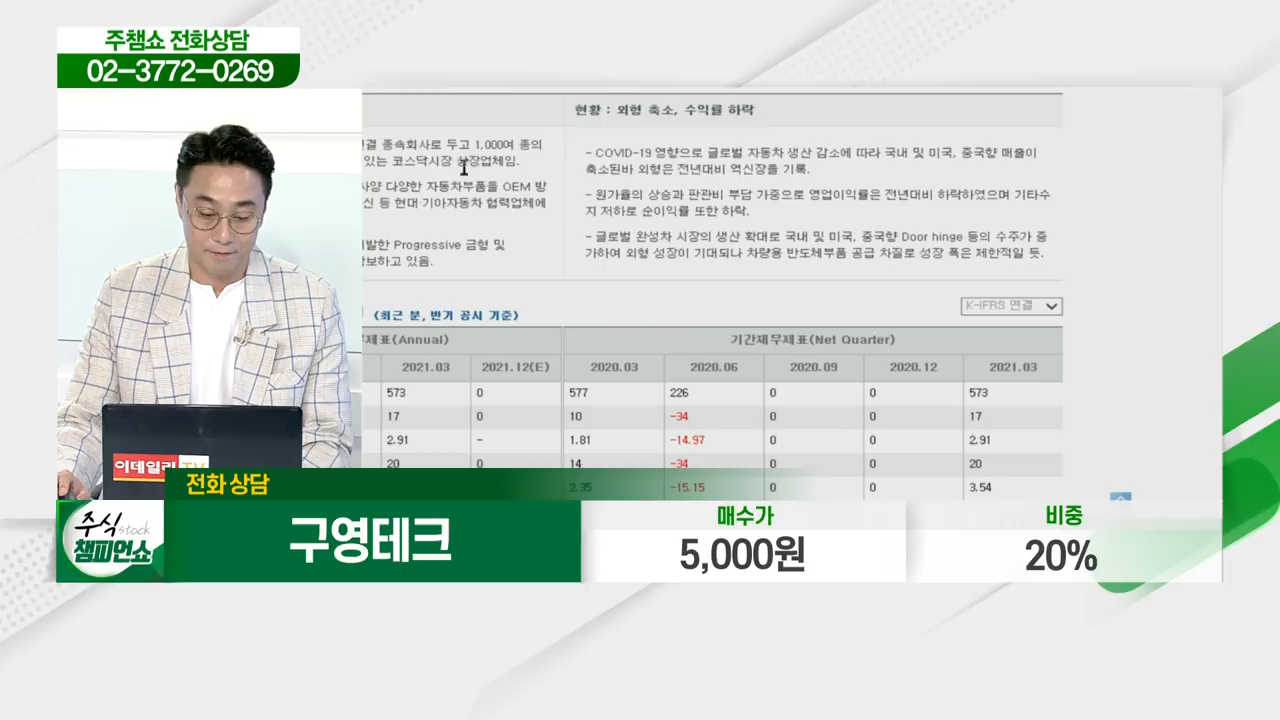 주챔쇼 전화상담
02-3772-0269
현황 : 외형 축소, 수익률 하락
결 종속회사로 두고 1,000여 종의
있는 코스닥시장 상장업체임.
사양 다양한 자동차부품을 OEM 방
신 등 현대·기아자동차 협력업체에
발한 Progressive 금형 및
보하고 있음.
- COVID-19 영향으로 글로벌 자동차 생산 감소에 따라 국내 및 미국, 중국향 매출이
축소된바 외형은 전년대비 역신장를 기록.
- 원가율의 상승과 판관비 부담 가중으로 영업이익률은 전년대비 하락하였으며 기타수
지 저하로 순이익률 또한 하락.
- 글로벌 완성차 시장의 생산 확대로 국내 및 미국, 중국향 Door hinge 등의 수주가 증
가하여 외형 성장이 기대되나 차량용 반도체부품 공급 차질로 성장 폭은 제한적일 듯.
(최근 분, 반기 공시 기준)
K-IFRS 연결
제표(Annual) 기간재무제표(Net Quarter)
2021.03 2021.12(E) 2020.03 2020.06 2020.09 2020.12 2021.03
573 0 577 226 0 0 573
17 0 10 -34 0 0 17
2.91 - 1.81 -14.97 0 0 2.91
20 0 14 -34 0 0 20
2.35 -15.15 0 0 3.54
이데일리 TV
전화 상담
주식 stock
챔피언쇼
구영테크
매수가
5,000원
비중
20%